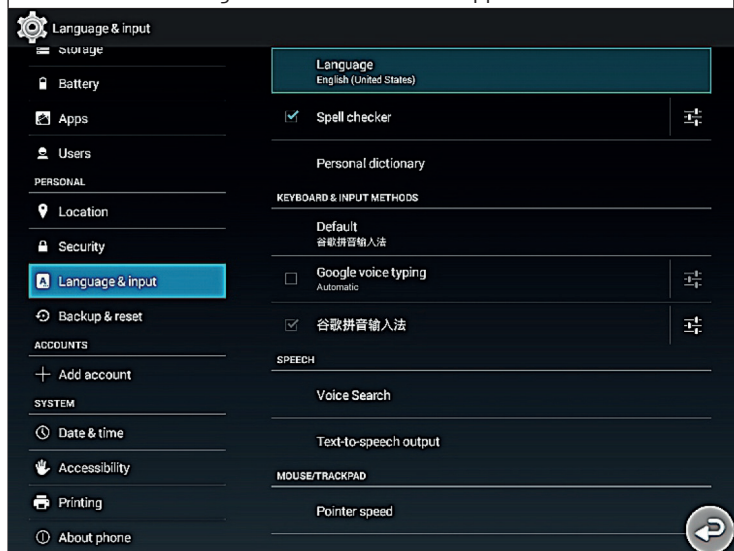 Language & input
Storage
Battery
Apps
Users
PERSONAL
Location
Security
Language & input
Backup & reset
ACCOUNTS
Add account
SYSTEM
Date & time
Accessibility
Printing
About phone
Language
English (United States)
Spell checker
Personal dictionary
KEYBOARD & INPUT METHODS
Default
谷歌拼音输入法
Google voice typing
Automatic
谷歌拼音输入法
SPEECH
Voice Search
Text-to-speech output
MOUSE/TRACKPAD
Pointer speed